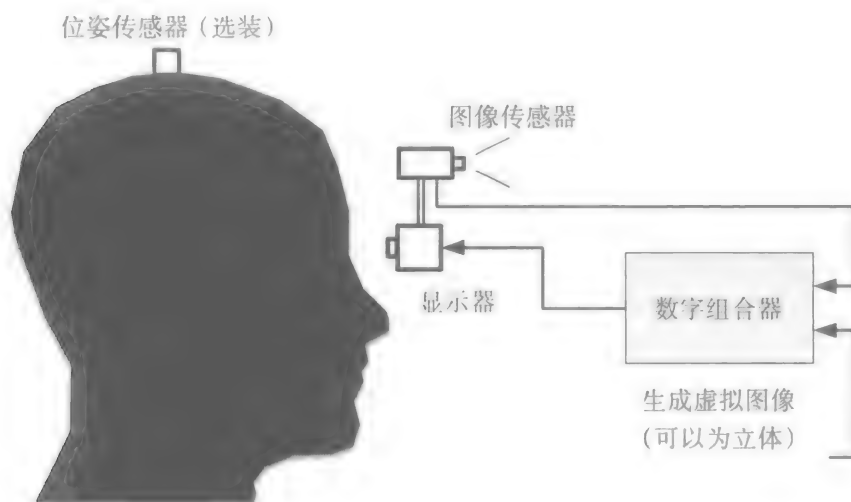 位姿传感器（选装）
图像传感器
显示器
数字组合器
生成虚拟图像
（可以为立体）